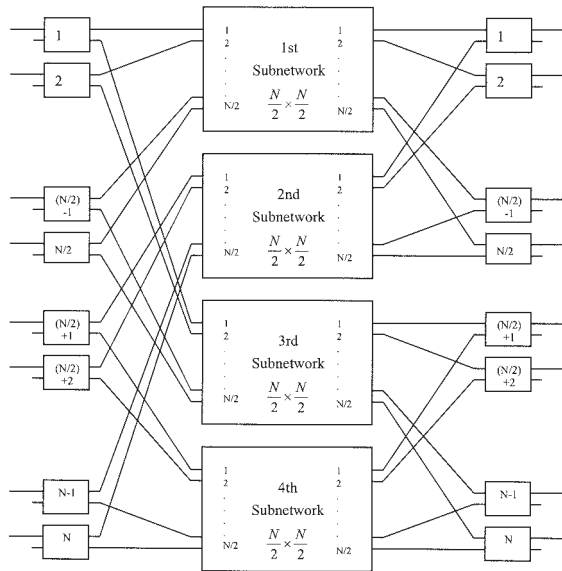 1
2
(N/2)
-1
N/2
(N/2)
+1
(N/2)
+2
N-1
N
1
2
.
.
.
.
N/2
1st
Subnetwork
N/2 × N/2
1
2
.
.
.
.
N/2
1
2
.
.
.
.
N/2
2nd
Subnetwork
N/2 × N/2
1
2
.
.
.
.
N/2
1
2
.
.
.
.
N/2
3rd
Subnetwork
N/2 × N/2
1
2
.
.
.
.
N/2
1
2
.
.
.
.
N/2
4th
Subnetwork
N/2 × N/2
1
2
.
.
.
.
N/2
1
2
(N/2)
-1
N/2
(N/2)
+1
(N/2)
+2
N-1
N